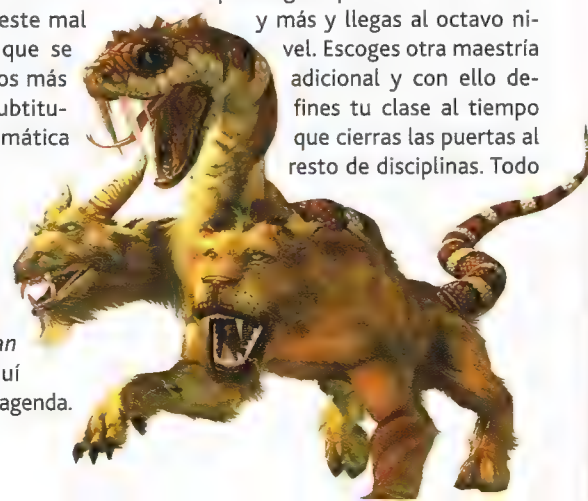 este mal
que se
os más
ubtitu-
mática
an
uí
agenda.
y más y llegas al octavo ni-
vel. Escoges otra maestría
adicional y con ello de-
fines tu clase al tiempo
que cierras las puertas al
resto de disciplinas. Todo